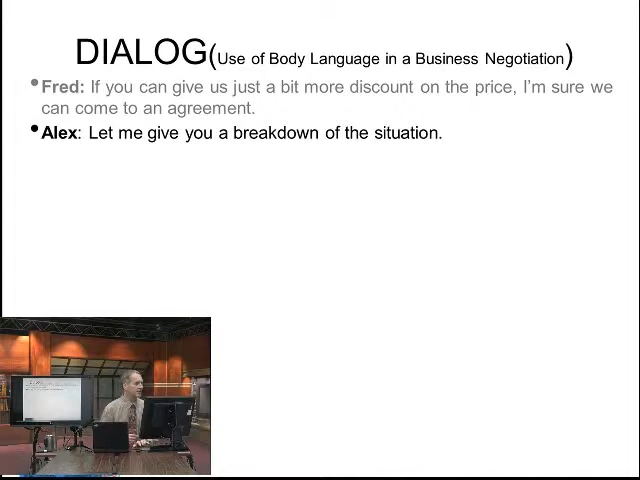 DIALOG(Use of Body Language in a Business Negotiation)
•Fred: If you can give us just a bit more discount on the price, I'm sure we
can come to an agreement.
•Alex: Let me give you a breakdown of the situation.